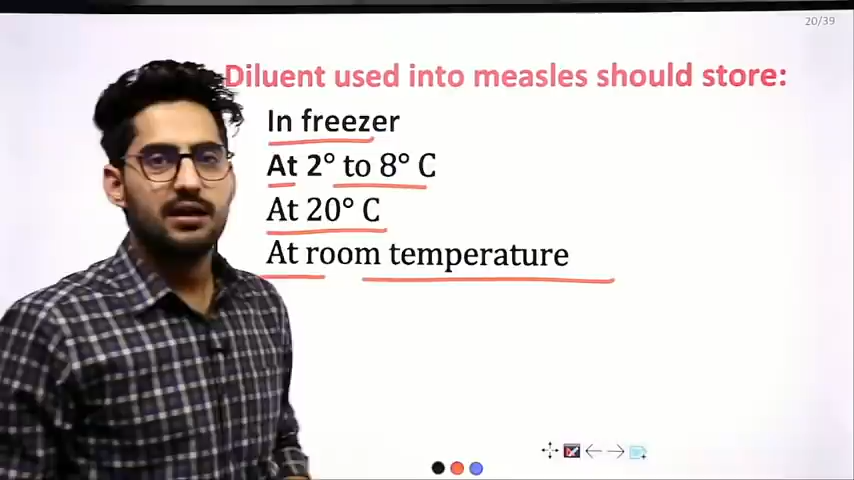 20/39
Diluent used into measles should store:
In freezer
At 2° to 8° C
At 20° C
At room temperature